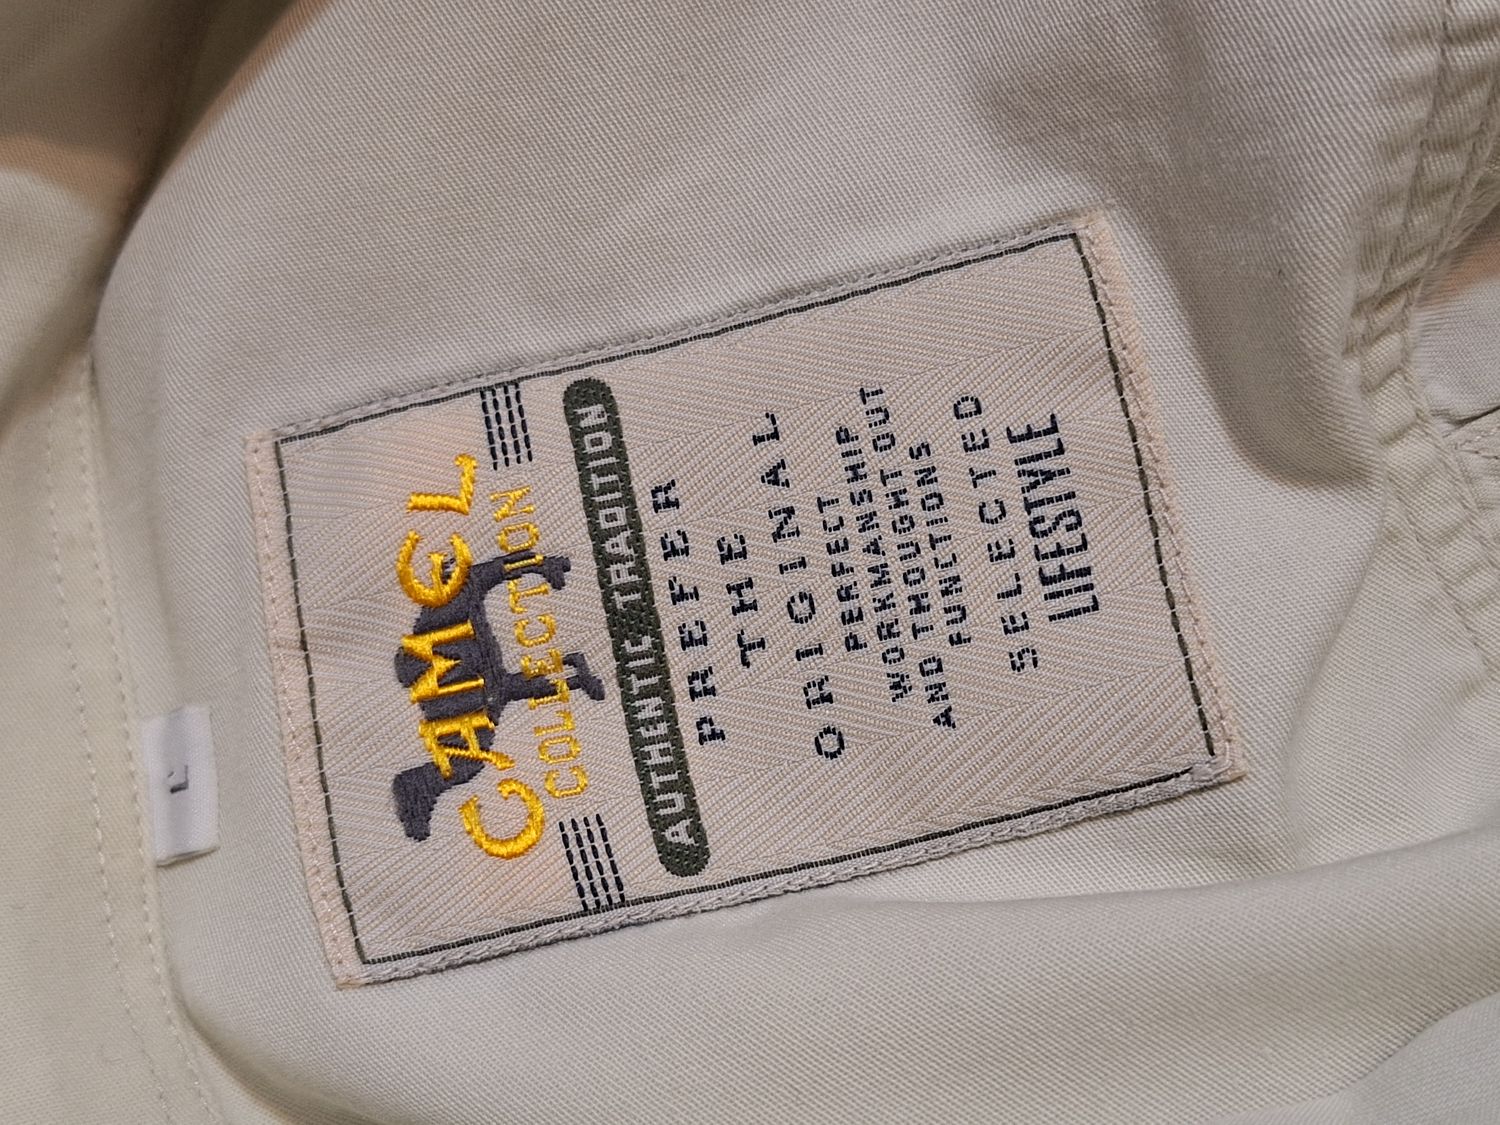 CAMEL
COLLECTION
AUTHENTIC TRADITION
PREFER
THE
ORIGINAL
PERFECT
WORKMANSHIP
AND THOUGHT OUT
FUNCTIONS
SELECTED
LIFESTYLE
L